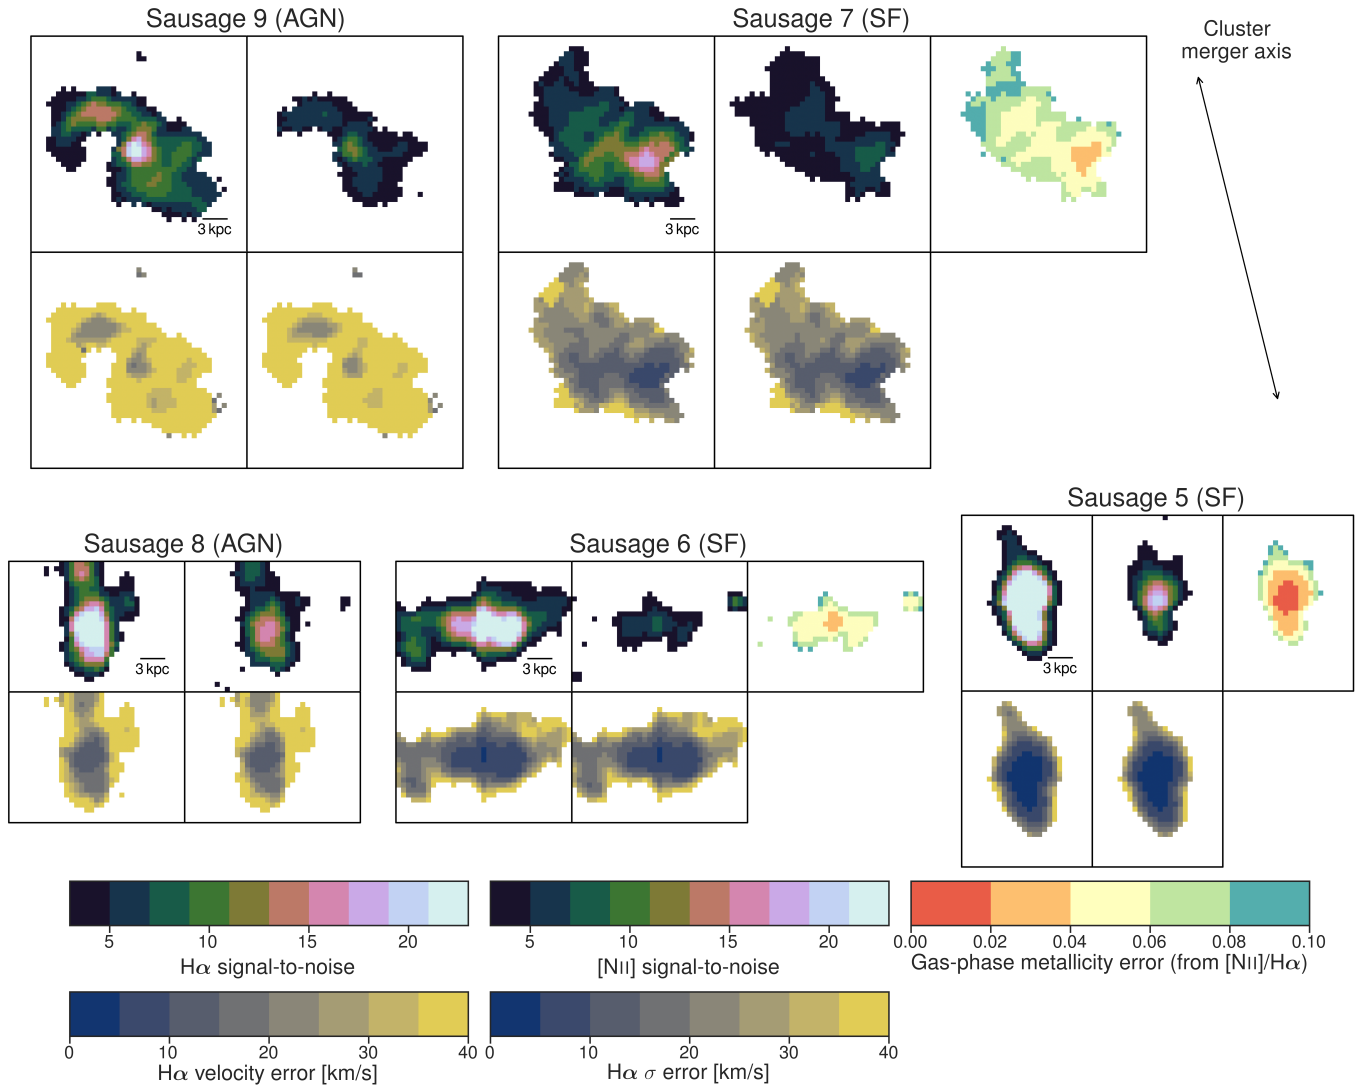 Sausage 9 (AGN)
Sausage 7 (SF)
Cluster
merger axis
3 kpc
3 kpc
Sausage 5 (SF)
Sausage 8 (AGN)
Sausage 6 (SF)
3 kpc
3 kpc
3 kpc
5 10 15 20
Hα signal-to-noise
5 10 15 20
[NII] signal-to-noise
0.00 0.02 0.04 0.06 0.08 0.10
Gas-phase metallicity error (from [NII]/Hα)
0 10 20 30 40
Hα velocity error [km/s]
0 10 20 30 40
Hα σ error [km/s]